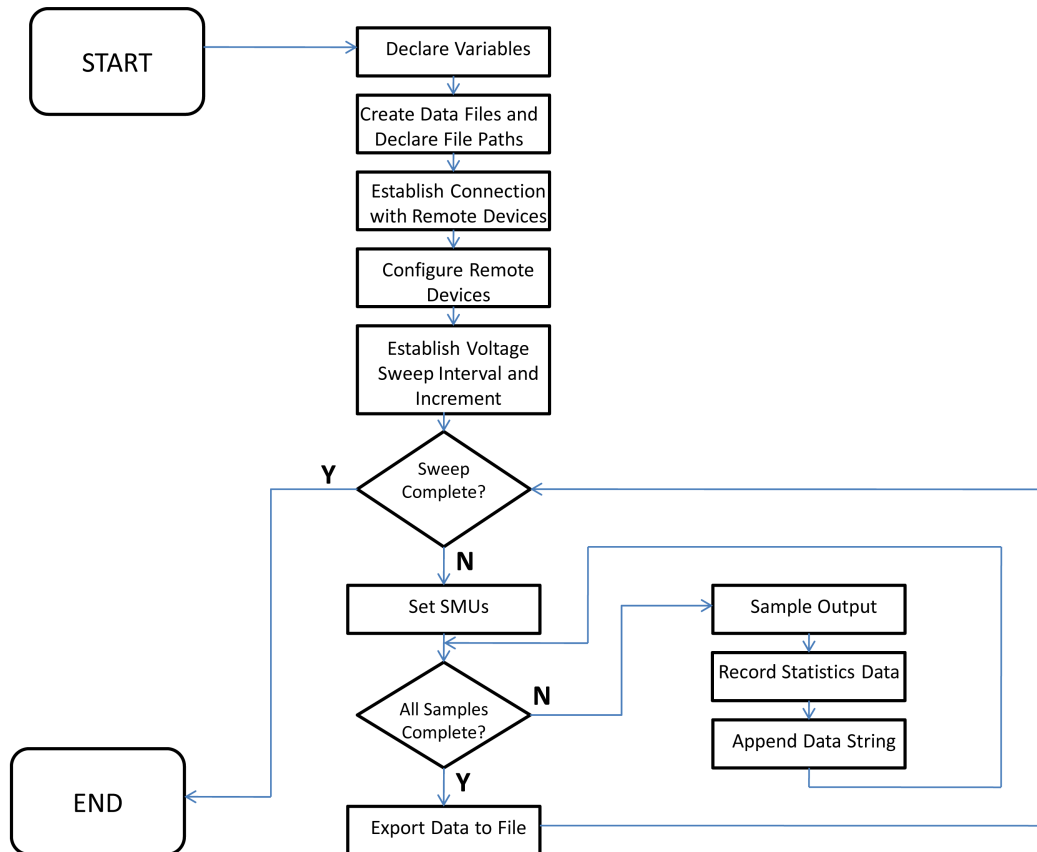 START
Declare Variables
Create Data Files and
Declare File Paths
Establish Connection
with Remote Devices
Configure Remote
Devices
Establish Voltage
Sweep Interval and
Increment
Sweep
Complete?
Y
N
Set SMUs
All Samples
Complete?
N
Sample Output
Record Statistics Data
Append Data String
Y
Export Data to File
END